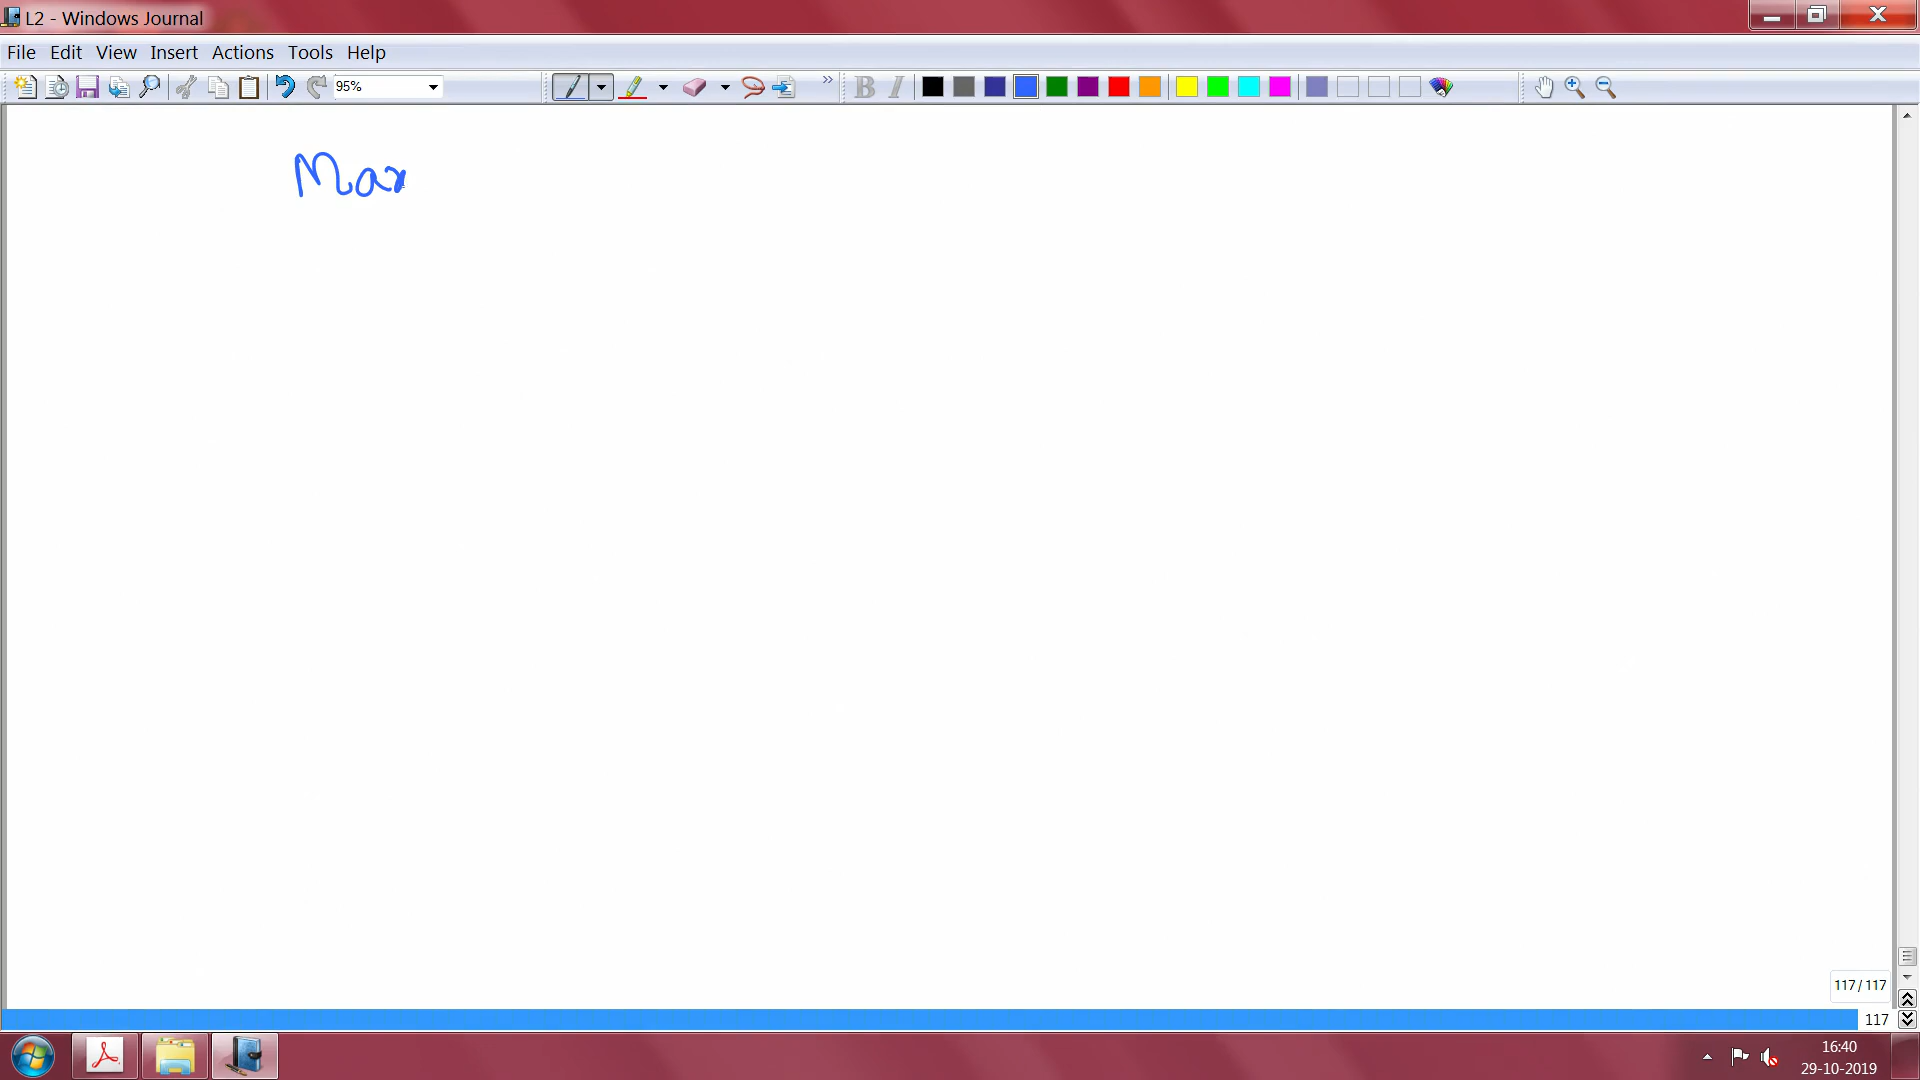 L2 - Windows Journal
File Edit View Insert Actions Tools Help
95%
B I
Max
117 / 117
117
16:40
29-10-2019